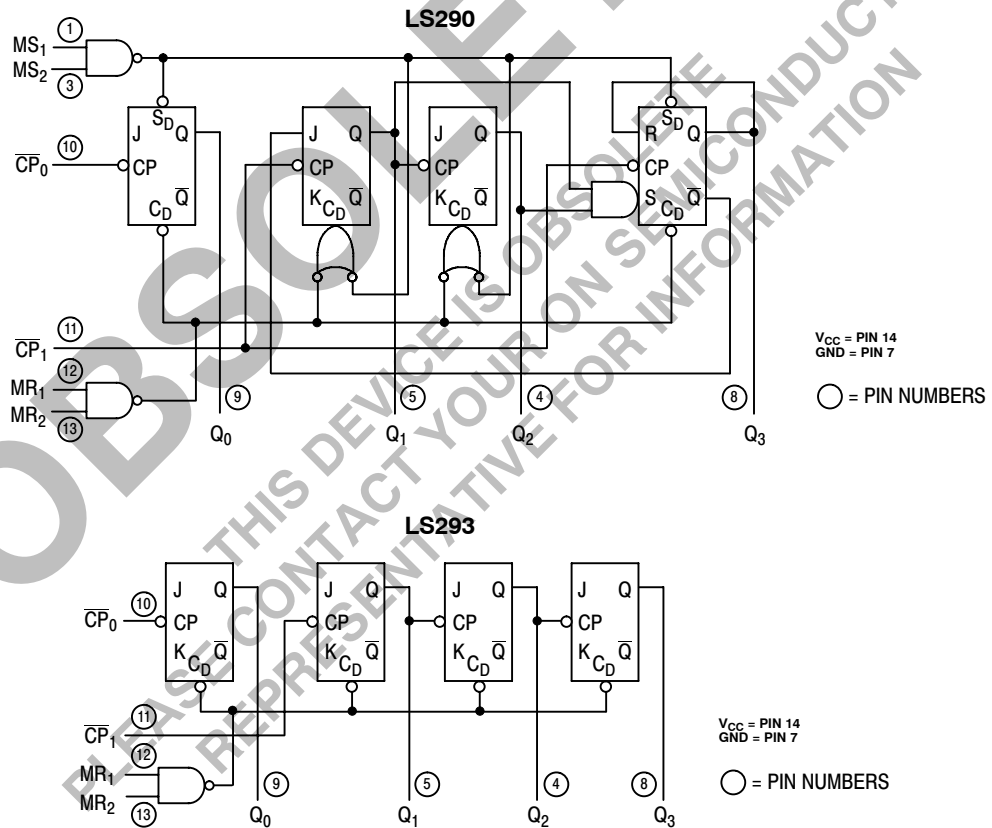 LS290
MS1
1
MS2
3
SD
J Q
CP0
10
CP
Q
CD
J Q
CP
K CD Q
J Q
CP
K CD Q
SD
R Q
CP
S CD Q
CP1
11
MR1
12
MR2
13
9
Q0
5
Q1
4
Q2
8
Q3
VCC = PIN 14
GND = PIN 7
= PIN NUMBERS
LS293
J Q
CP0
10
CP
K CD Q
J Q
CP
K CD Q
J Q
CP
K CD Q
J Q
CP
K CD Q
CP1
11
MR1
12
MR2
13
9
Q0
5
Q1
4
Q2
8
Q3
VCC = PIN 14
GND = PIN 7
= PIN NUMBERS
OBSOLETE
THIS DEVICE IS OBSOLETE
PLEASE CONTACT YOUR ON SEMICONDUCT
REPRESENTATIVE FOR INFORMATION